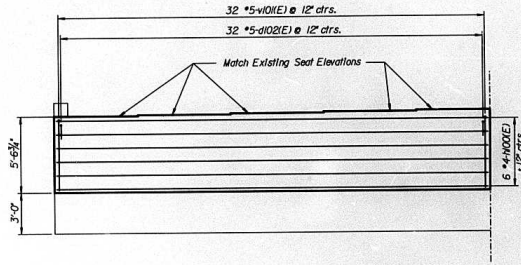 32 #5-v101(E) @ 12" ctrs.
32 #5-d102(E) @ 12" ctrs.
Match Existing Seat Elevations
5'-6¾"
3'-0"
6 #4-h100(E)
12" ctrs.